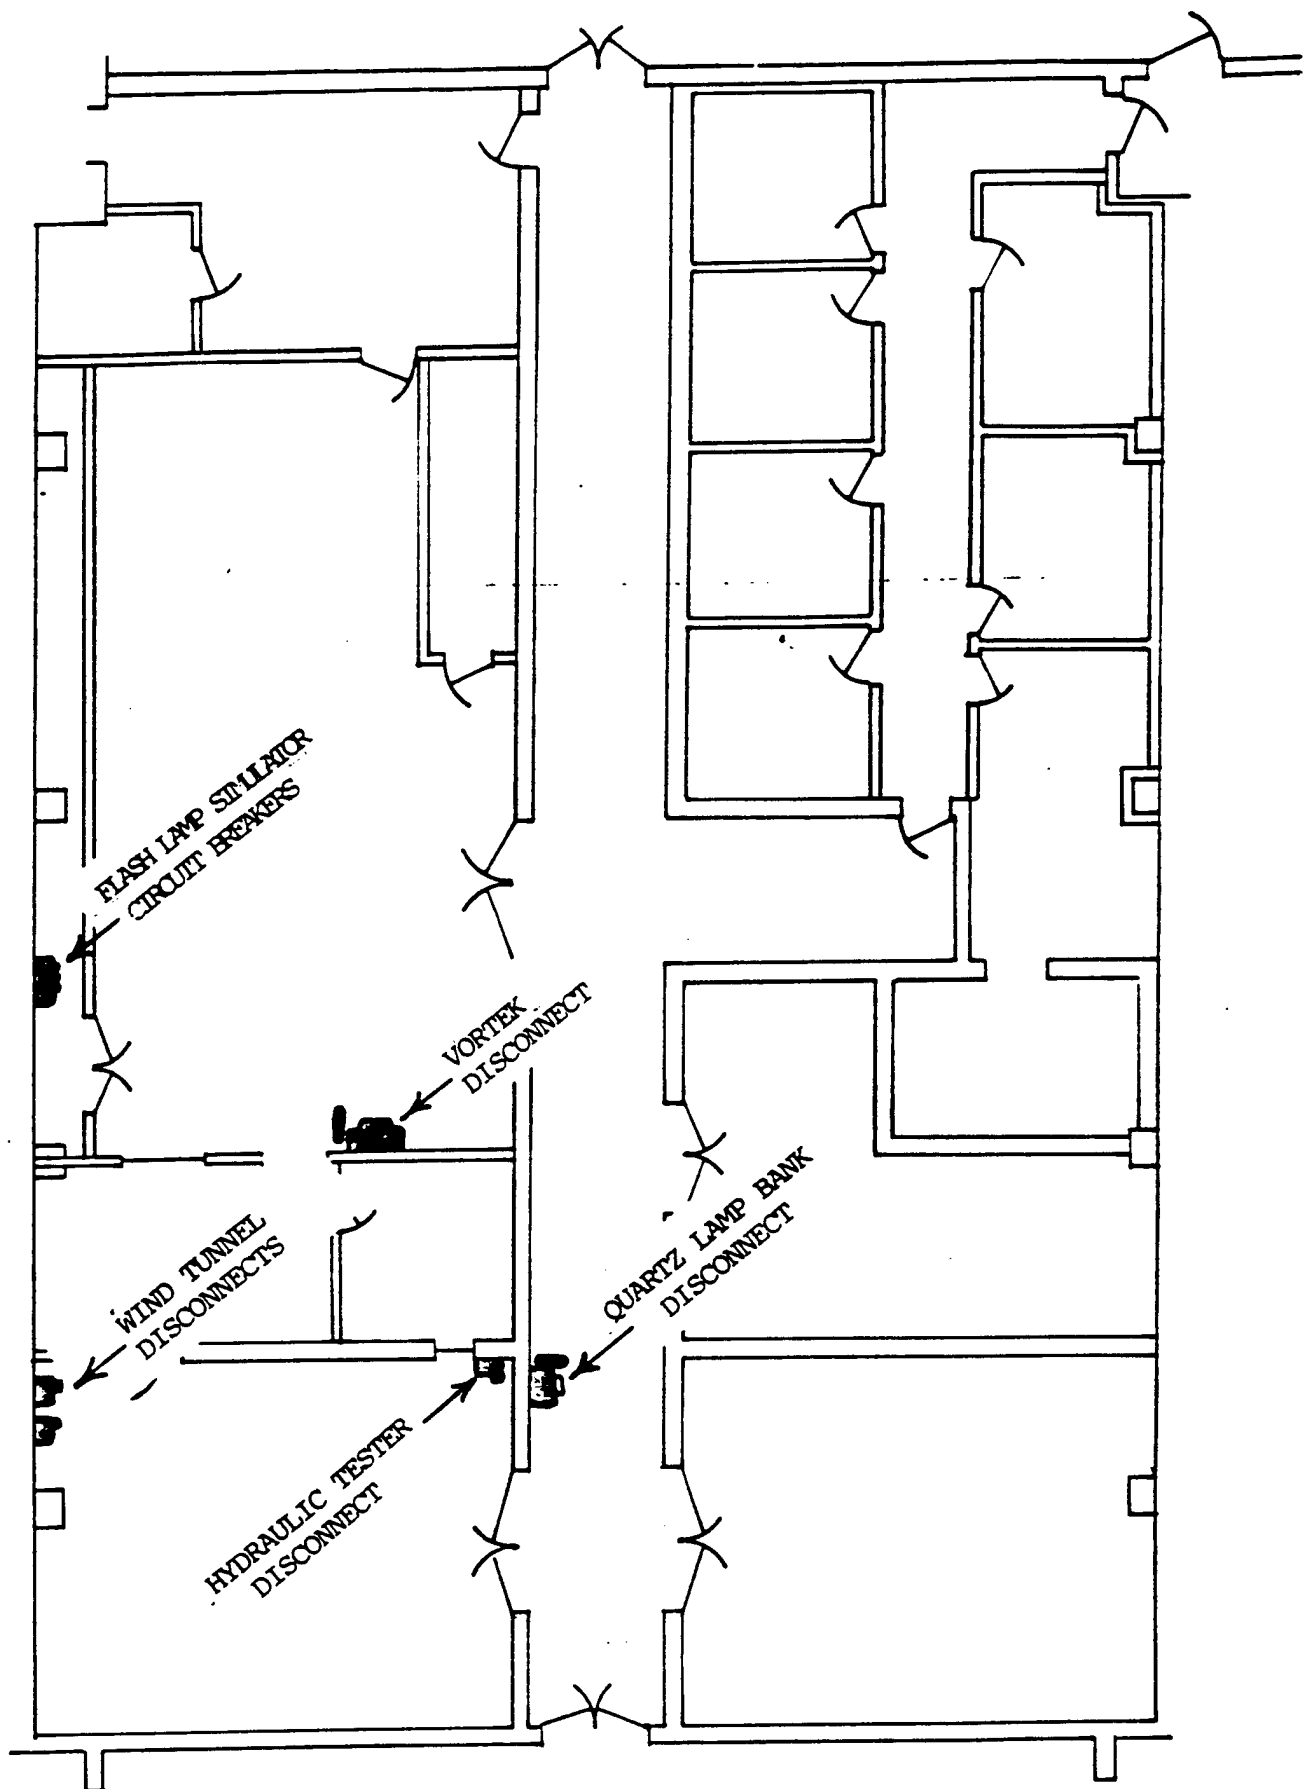 FLASH LAMP SIMULATOR
CIRCUIT BREAKERS
VORTEK
DISCONNECT
WIND TUNNEL
DISCONNECTS
QUARTZ LAMP BANK
DISCONNECT
HYDRAULIC TESTER
DISCONNECT